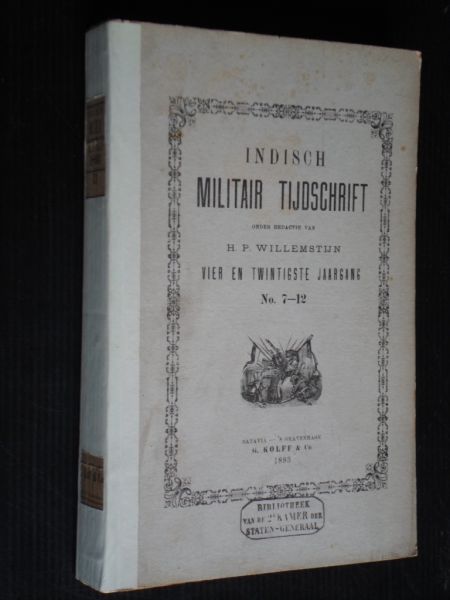 INDISCH
MILITAIR TIJDSCHRIFT
ONDER REDACTIE VAN
H. P. WILLEMSTIJN
VIER EN TWINTIGSTE JAARGANG
No. 7—12
BATAVIA — 'S GRAVENHAGE
G. KOLFF & Co.
1893
BIBLIOTHEEK
VAN DE 2e KAMER DER
STATEN-GENERAAL